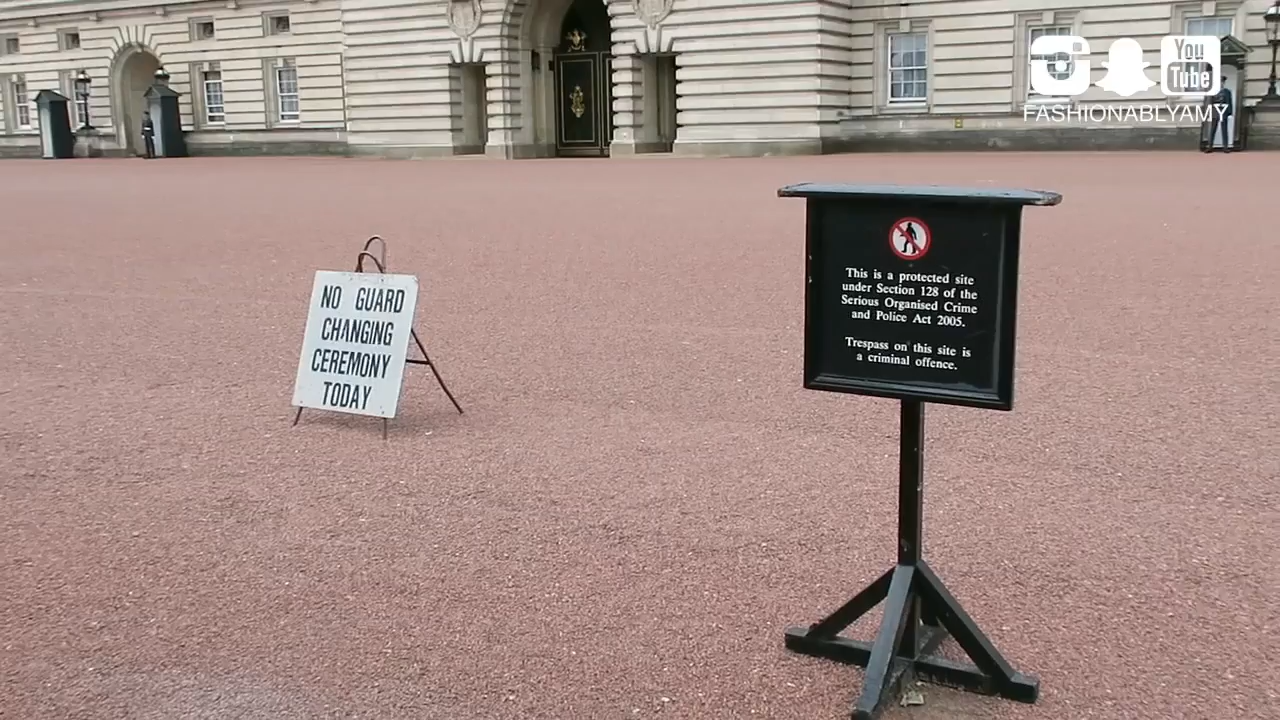 You
Tube
FASHIONABLYAMY
NO GUARD
CHANGING
CEREMONY
TODAY
This is a protected site
under Section 128 of the
Serious Organised Crime
and Police Act 2005.
Trespass on this site is
a criminal offence.